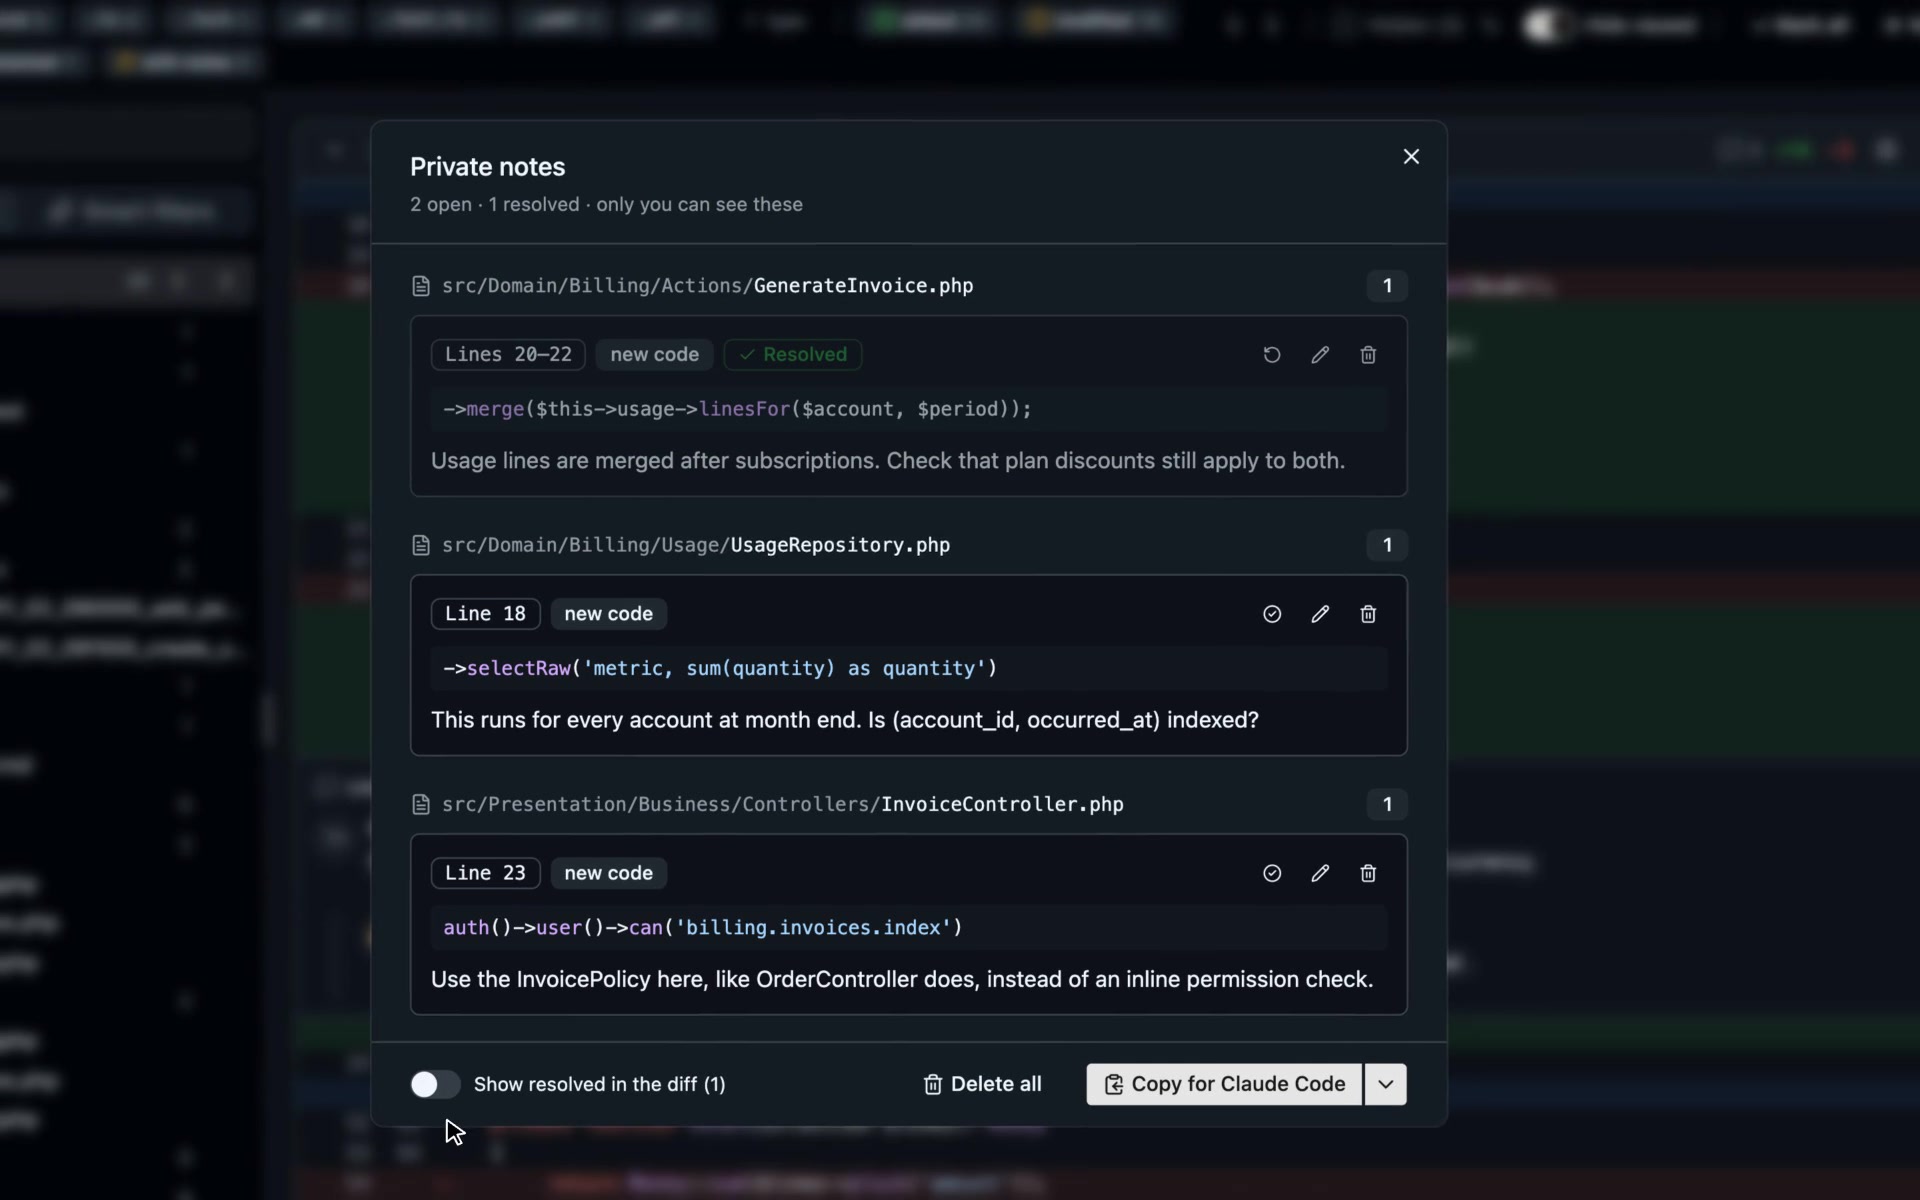 Private notes
2 open · 1 resolved · only you can see these
src/Domain/Billing/Actions/GenerateInvoice.php 1
Lines 20–22 new code Resolved
->merge($this->usage->linesFor($account, $period));
Usage lines are merged after subscriptions. Check that plan discounts still apply to both.
src/Domain/Billing/Usage/UsageRepository.php 1
Line 18 new code
->selectRaw('metric, sum(quantity) as quantity')
This runs for every account at month end. Is (account_id, occurred_at) indexed?
src/Presentation/Business/Controllers/InvoiceController.php 1
Line 23 new code
auth()->user()->can('billing.invoices.index')
Use the InvoicePolicy here, like OrderController does, instead of an inline permission check.
Show resolved in the diff (1) Delete all Copy for Claude Code